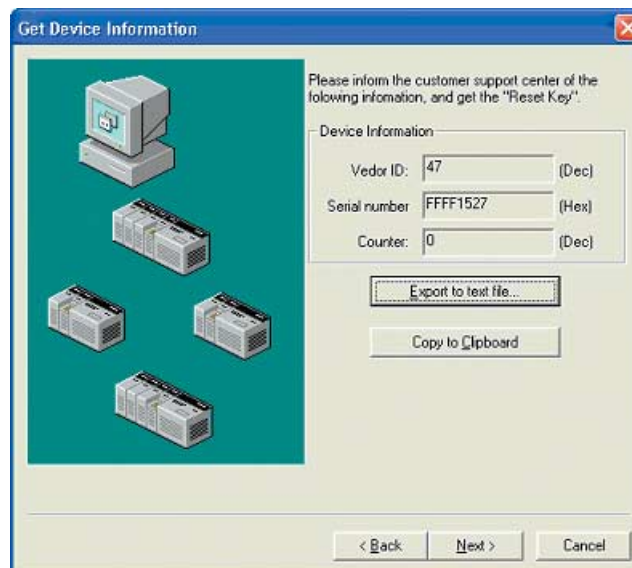 Get Device Information
Please inform the customer support center of the
folowing infomation, and get the "Reset Key".
Device Information
Vedor ID: 47 (Dec)
Serial number FFFF1527 (Hex)
Counter: 0 (Dec)
Export to text file...
Copy to Clipboard
< Back Next > Cancel